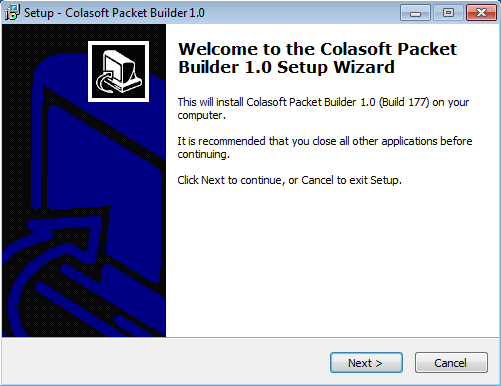 Setup - Colasoft Packet Builder 1.0
Welcome to the Colasoft Packet
Builder 1.0 Setup Wizard
This will install Colasoft Packet Builder 1.0 (Build 177) on your
computer.
It is recommended that you close all other applications before
continuing.
Click Next to continue, or Cancel to exit Setup.
Next >
Cancel